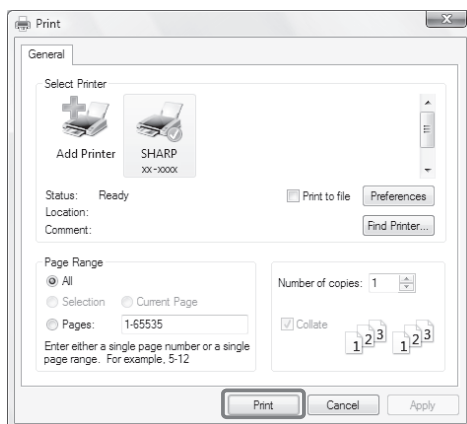 Print
General
Select Printer
Add Printer
SHARP
xx-xxxx
Status: Ready
Location:
Comment:
Print to file
Preferences
Find Printer...
Page Range
All
Selection
Current Page
Pages: 1-65535
Enter either a single page number or a single
page range. For example, 5-12
Number of copies: 1
Collate
1 2 3
1 2 3
Print
Cancel
Apply